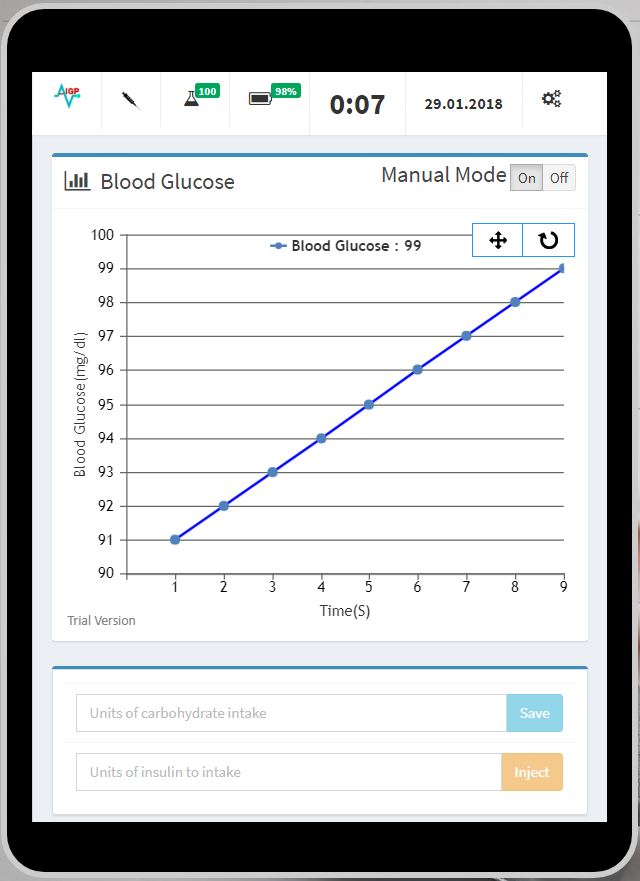 AIGP
100
98%
0:07
29.01.2018
Blood Glucose
Manual Mode
On
Off
Blood Glucose : 99
100
99
98
97
96
95
94
93
92
91
90
Blood Glucose(mg/dl)
1 2 3 4 5 6 7 8 9
Time(S)
Trial Version
Units of carbohydrate intake
Save
Units of insulin to intake
Inject